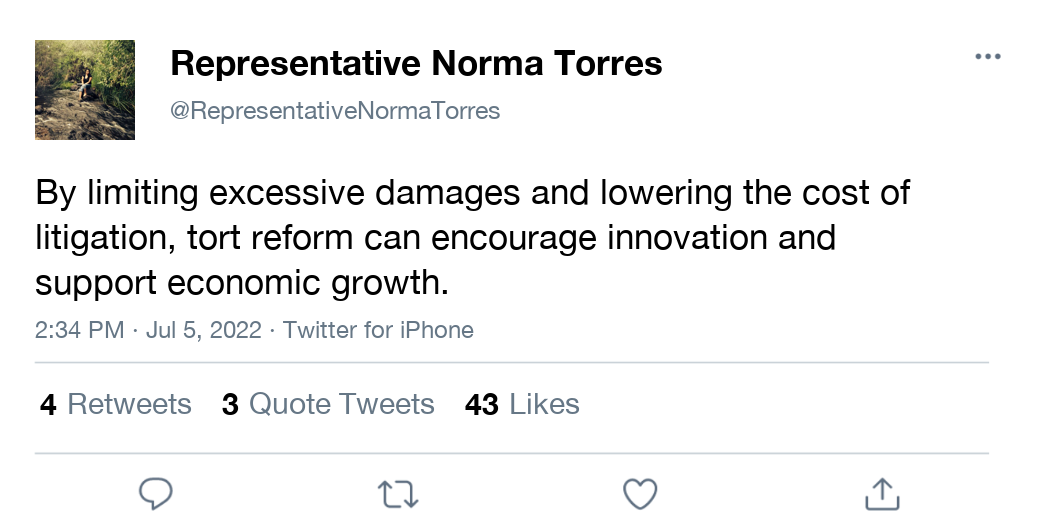 Representative Norma Torres
@RepresentativeNormaTorres
By limiting excessive damages and lowering the cost of
litigation, tort reform can encourage innovation and
support economic growth.
2:34 PM · Jul 5, 2022 · Twitter for iPhone
4 Retweets 3 Quote Tweets 43 Likes